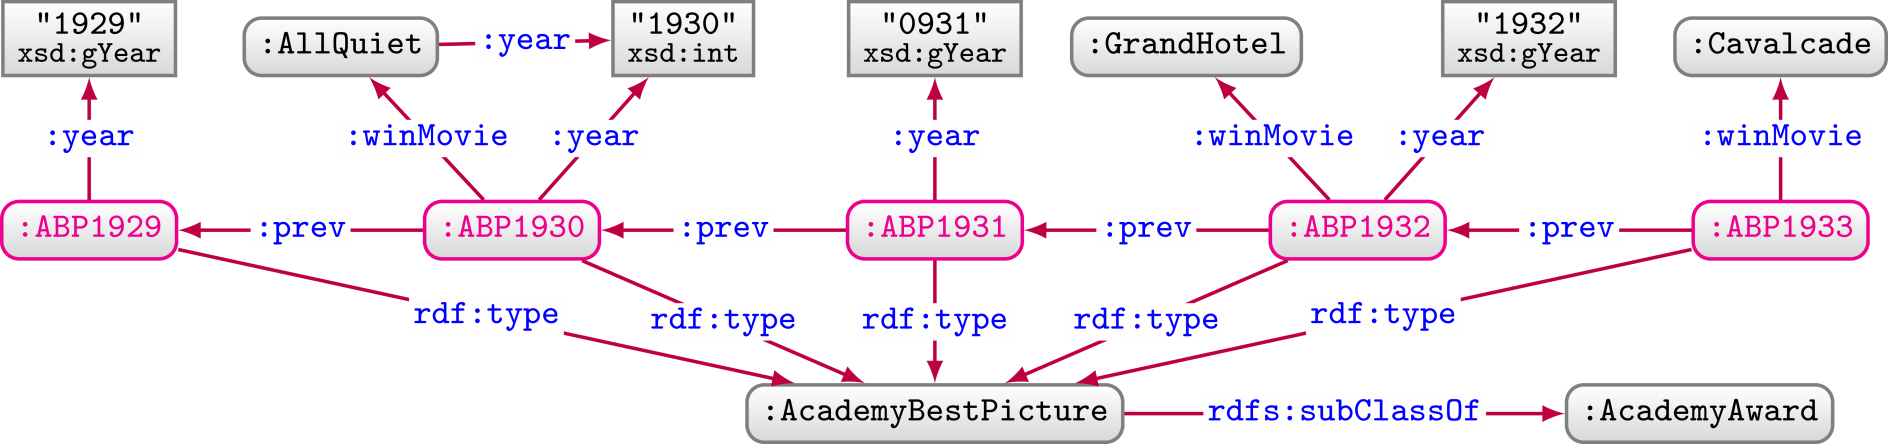 "1929"
xsd:gYear
:AllQuiet
:year
"1930"
xsd:int
"0931"
xsd:gYear
:GrandHotel
"1932"
xsd:gYear
:Cavalcade
:year
:winMovie
:year
:year
:winMovie
:year
:winMovie
:ABP1929
:prev
:ABP1930
:prev
:ABP1931
:prev
:ABP1932
:prev
:ABP1933
rdf:type
rdf:type
rdf:type
rdf:type
rdf:type
:AcademyBestPicture
rdfs:subClassOf
:AcademyAward